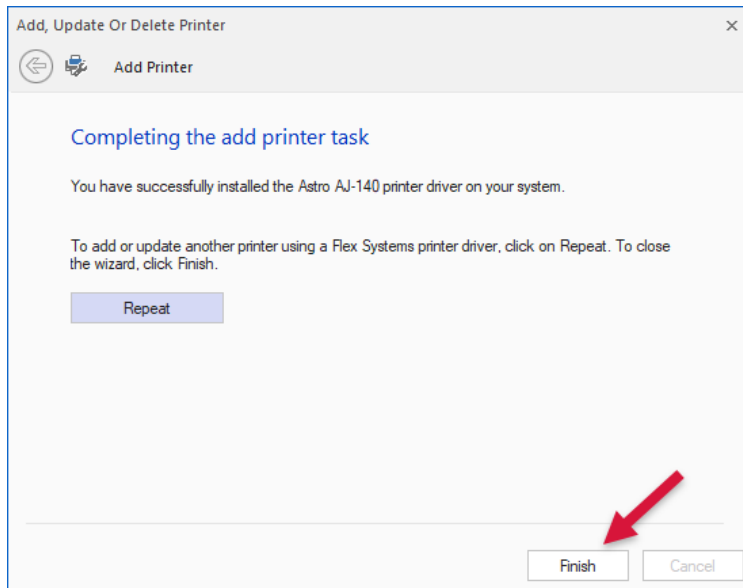 Add, Update Or Delete Printer
Add Printer
Completing the add printer task
You have successfully installed the Astro AJ-140 printer driver on your system.
To add or update another printer using a Flex Systems printer driver, click on Repeat. To close
the wizard, click Finish.
Repeat
Finish
Cancel